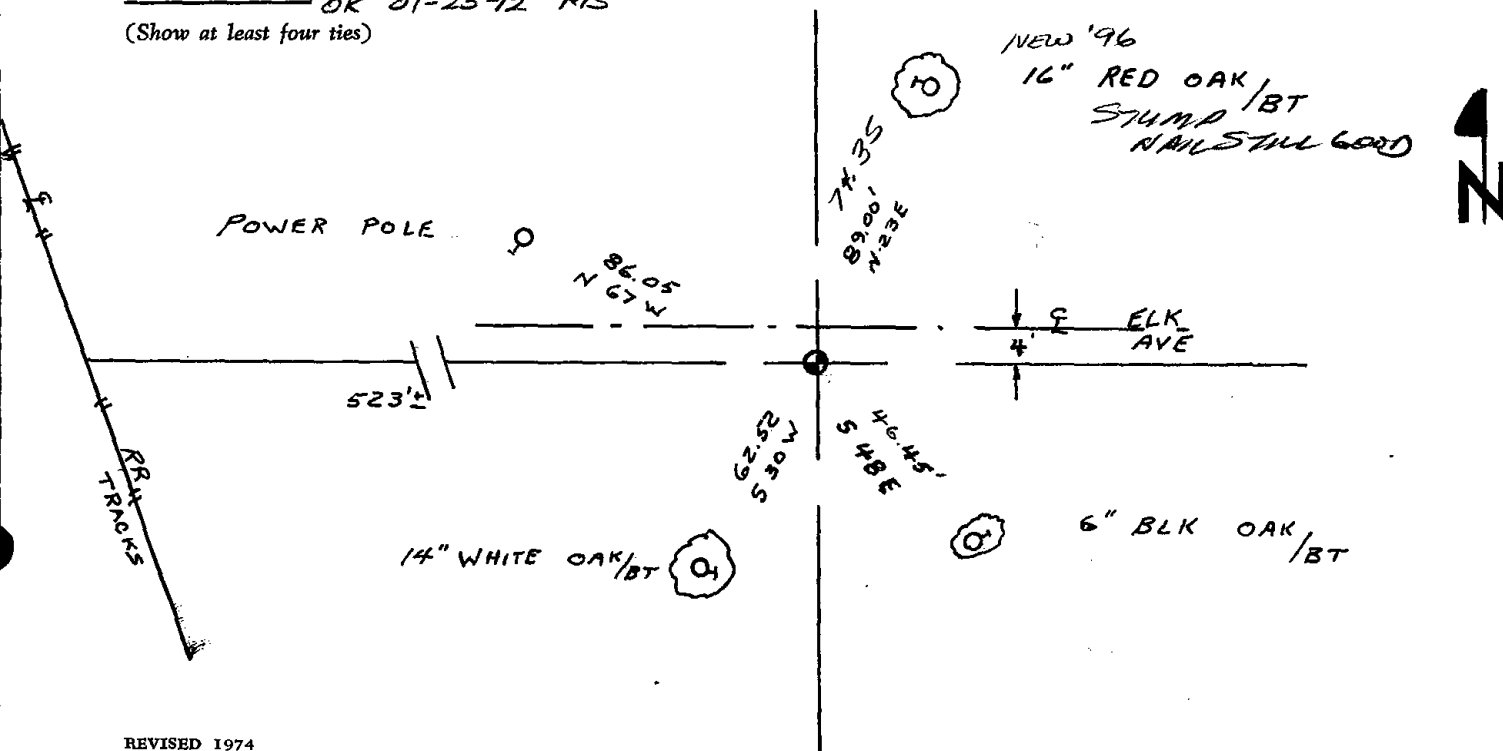 OK 01-25-92
(Show at least four ties)
NEW '96
16" RED OAK/BT
STUMP
NAIL STILL GOOD
N
74.35
89.00'
N 23 E
POWER POLE
86.05
N 67 W
℄
ELK
AVE
4'
523'±
℄
62.52
S 30 W
46.45'
S 48 E
RR
TRACKS
14" WHITE OAK/BT
6" BLK OAK/BT
REVISED 1974